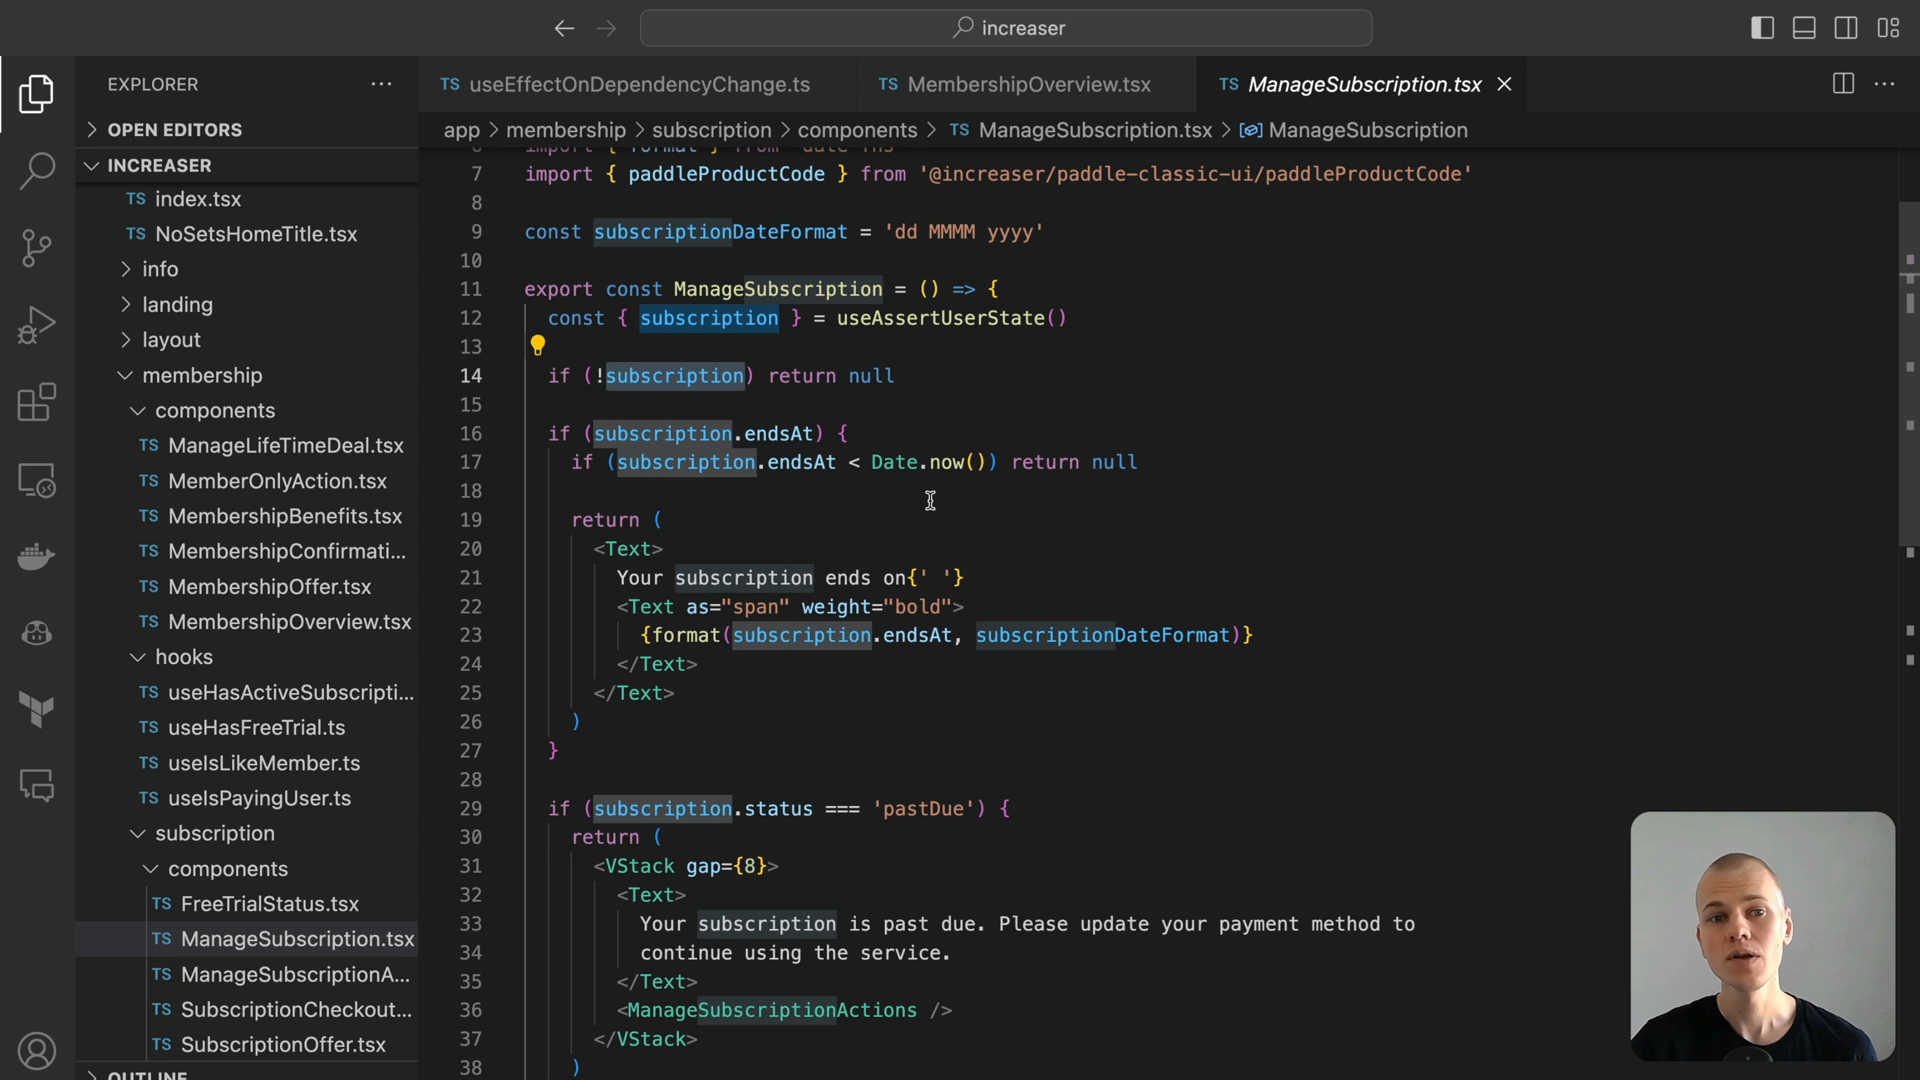 increaser
EXPLORER
TS useEffectOnDependencyChange.ts
TS MembershipOverview.tsx
TS ManageSubscription.tsx
OPEN EDITORS
app > membership > subscription > components > TS ManageSubscription.tsx > ManageSubscription
INCREASER
TS index.tsx
TS NoSetsHomeTitle.tsx
info
landing
layout
membership
components
TS ManageLifeTimeDeal.tsx
TS MemberOnlyAction.tsx
TS MembershipBenefits.tsx
TS MembershipConfirmati...
TS MembershipOffer.tsx
TS MembershipOverview.tsx
hooks
TS useHasActiveSubscripti...
TS useHasFreeTrial.ts
TS useIsLikeMember.ts
TS useIsPayingUser.ts
subscription
components
TS FreeTrialStatus.tsx
TS ManageSubscription.tsx
TS ManageSubscriptionA...
TS SubscriptionCheckout...
TS SubscriptionOffer.tsx
OUTLINE
6 import { format } from 'date-fns'
7 import { paddleProductCode } from '@increaser/paddle-classic-ui/paddleProductCode'
8
9 const subscriptionDateFormat = 'dd MMMM yyyy'
10
11 export const ManageSubscription = () => {
12 const { subscription } = useAssertUserState()
13
14 if (!subscription) return null
15
16 if (subscription.endsAt) {
17 if (subscription.endsAt < Date.now()) return null
18
19 return (
20 <Text>
21 Your subscription ends on{' '}
22 <Text as="span" weight="bold">
23 {format(subscription.endsAt, subscriptionDateFormat)}
24 </Text>
25 </Text>
26 )
27 }
28
29 if (subscription.status === 'pastDue') {
30 return (
31 <VStack gap={8}>
32 <Text>
33 Your subscription is past due. Please update your payment method to
34 continue using the service.
35 </Text>
36 <ManageSubscriptionActions />
37 </VStack>
38 )